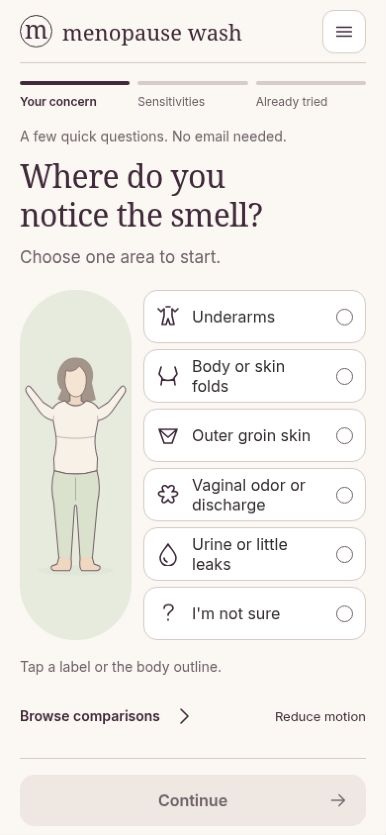 m menopause wash
Your concern Sensitivities Already tried
A few quick questions. No email needed.
Where do you
notice the smell?
Choose one area to start.
Underarms
Body or skin
folds
Outer groin skin
Vaginal odor or
discharge
Urine or little
leaks
? I'm not sure
Tap a label or the body outline.
Browse comparisons Reduce motion
Continue